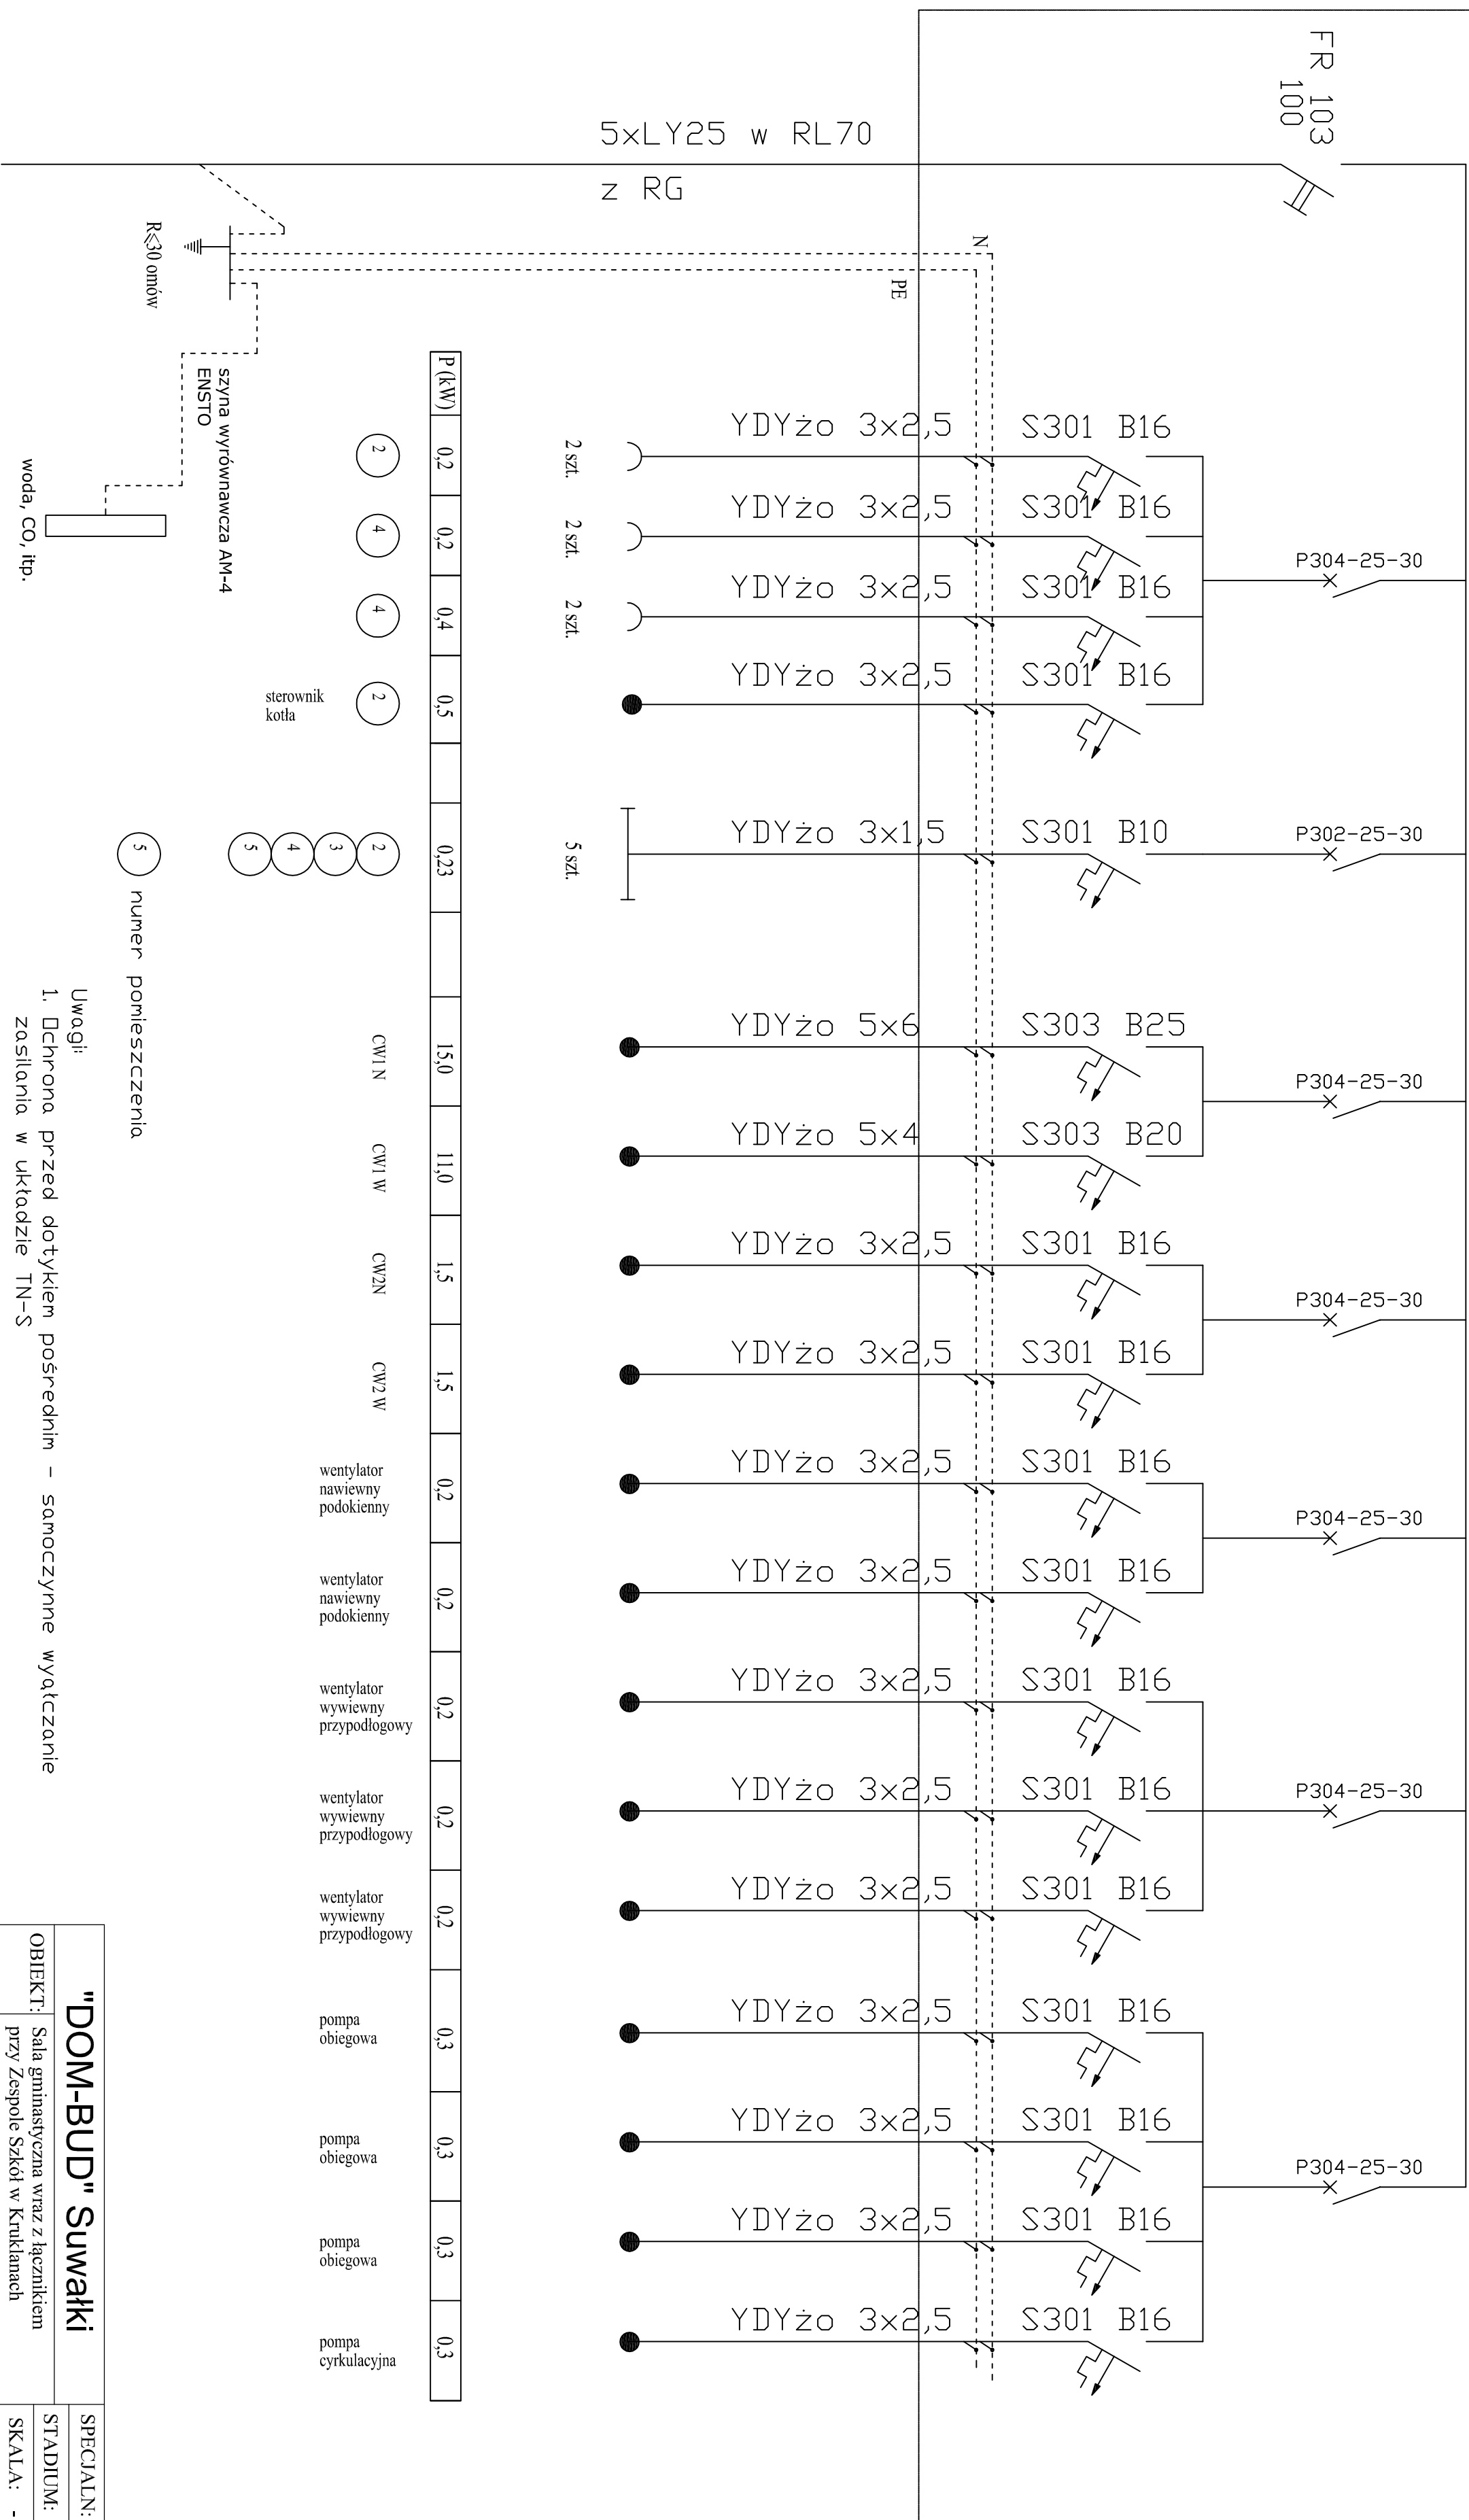 FR 103
100
5xLY25 w RL70
z RG
N
PE
R≤30 omów
szyna wyrównawcza AM-4
ENSTO
woda, CO, itp.
P304-25-30
P302-25-30
P304-25-30
P304-25-30
P304-25-30
P304-25-30
P304-25-30
YDYżo 3x2,5 S301 B16
YDYżo 3x2,5 S301 B16
YDYżo 3x2,5 S301 B16
YDYżo 3x2,5 S301 B16
YDYżo 3x1,5 S301 B10
YDYżo 5x6 S303 B25
YDYżo 5x4 S303 B20
YDYżo 3x2,5 S301 B16
YDYżo 3x2,5 S301 B16
YDYżo 3x2,5 S301 B16
YDYżo 3x2,5 S301 B16
YDYżo 3x2,5 S301 B16
YDYżo 3x2,5 S301 B16
YDYżo 3x2,5 S301 B16
YDYżo 3x2,5 S301 B16
YDYżo 3x2,5 S301 B16
YDYżo 3x2,5 S301 B16
YDYżo 3x2,5 S301 B16
2 szt.
2 szt.
2 szt.
5 szt.
P (kW) 0,2 0,2 0,4 0,5 0,23 15,0 11,0 1,5 1,5 0,2 0,2 0,2 0,2 0,2 0,3 0,3 0,3 0,3
2
4
4
2
sterownik
kotła
2
3
4
5
CW1 N
CW1 W
CW2N
CW2 W
wentylator
nawiewny
podokienny
wentylator
nawiewny
podokienny
wentylator
wywiewny
przypodłogowy
wentylator
wywiewny
przypodłogowy
wentylator
wywiewny
przypodłogowy
pompa
obiegowa
pompa
obiegowa
pompa
obiegowa
pompa
cyrkulacyjna
5 numer pomieszczenia
Uwagi:
1. Ochrona przed dotykiem pośrednim - samoczynne wyątczanie
zasilania w układzie TN-S
"DOM-BUD" Suwałki
OBIEKT: Sala gminastyczna wraz z łącznikiem
przy Zespole Szkół w Kruklanach
SPECJALN:
STADIUM:
SKALA: -